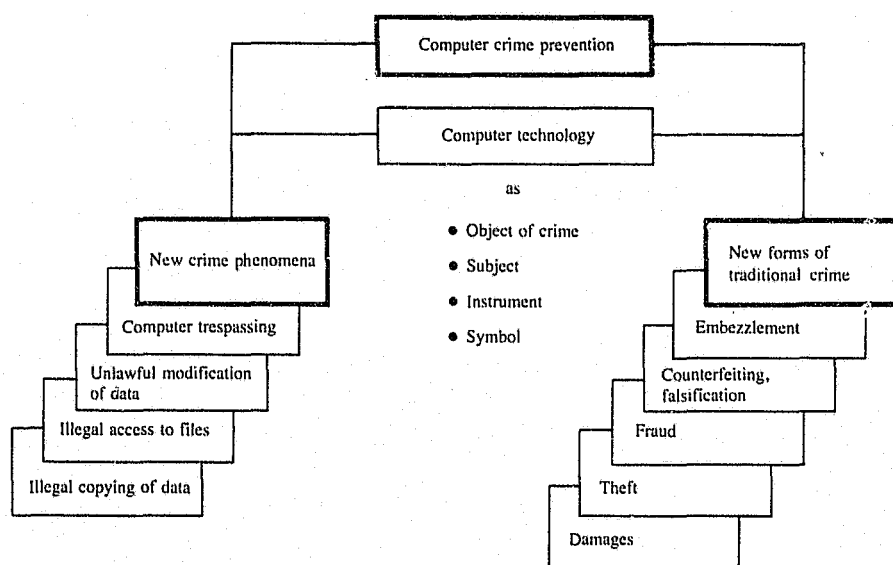 Computer crime prevention
Computer technology
as
• Object of crime
• Subject
• Instrument
• Symbol
New crime phenomena
Computer trespassing
Unlawful modification
of data
Illegal access to files
Illegal copying of data
New forms of
traditional crime
Embezzlement
Counterfeiting,
falsification
Fraud
Theft
Damages